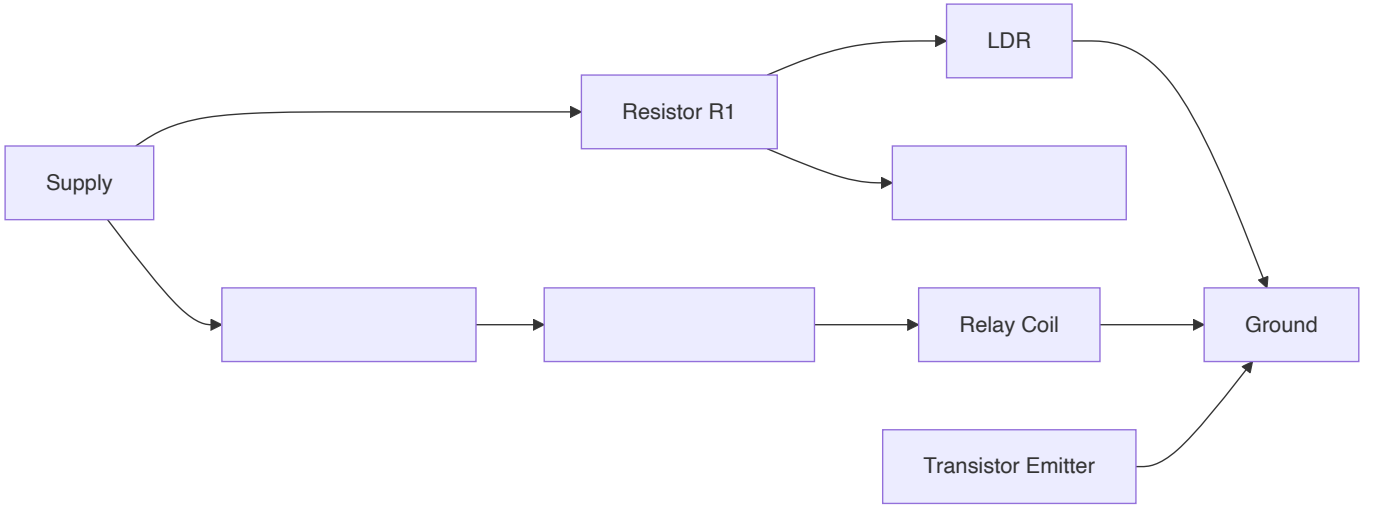 LDR
Resistor R1
Supply
Relay Coil
Ground
Transistor Emitter